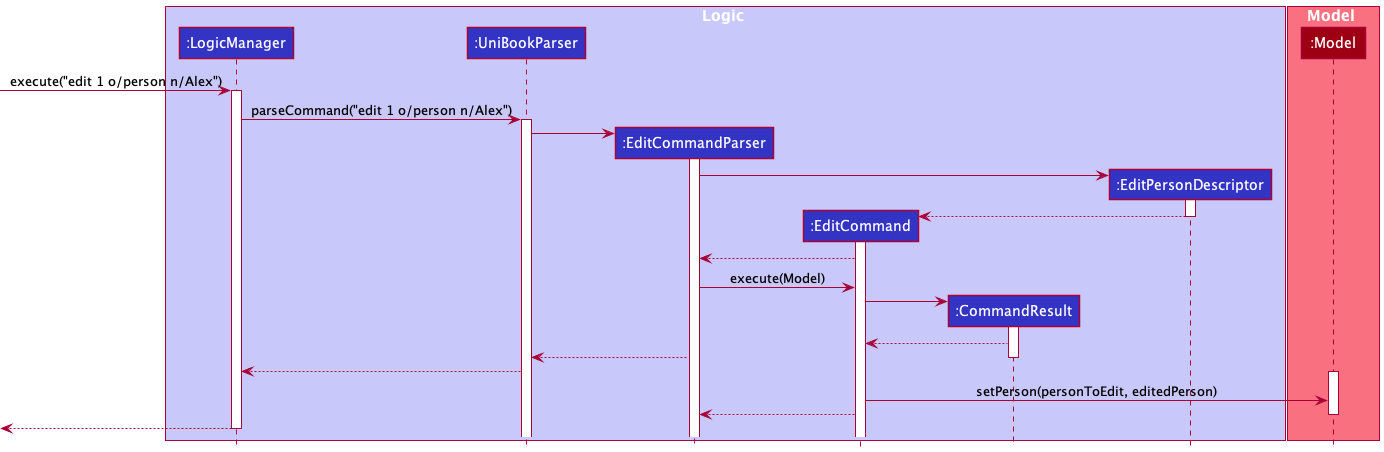 Logic
Model
:LogicManager
:UniBookParser
:Model
execute("edit 1 o/person n/Alex")
parseCommand("edit 1 o/person n/Alex")
:EditCommandParser
:EditPersonDescriptor
:EditCommand
execute(Model)
:CommandResult
setPerson(personToEdit, editedPerson)